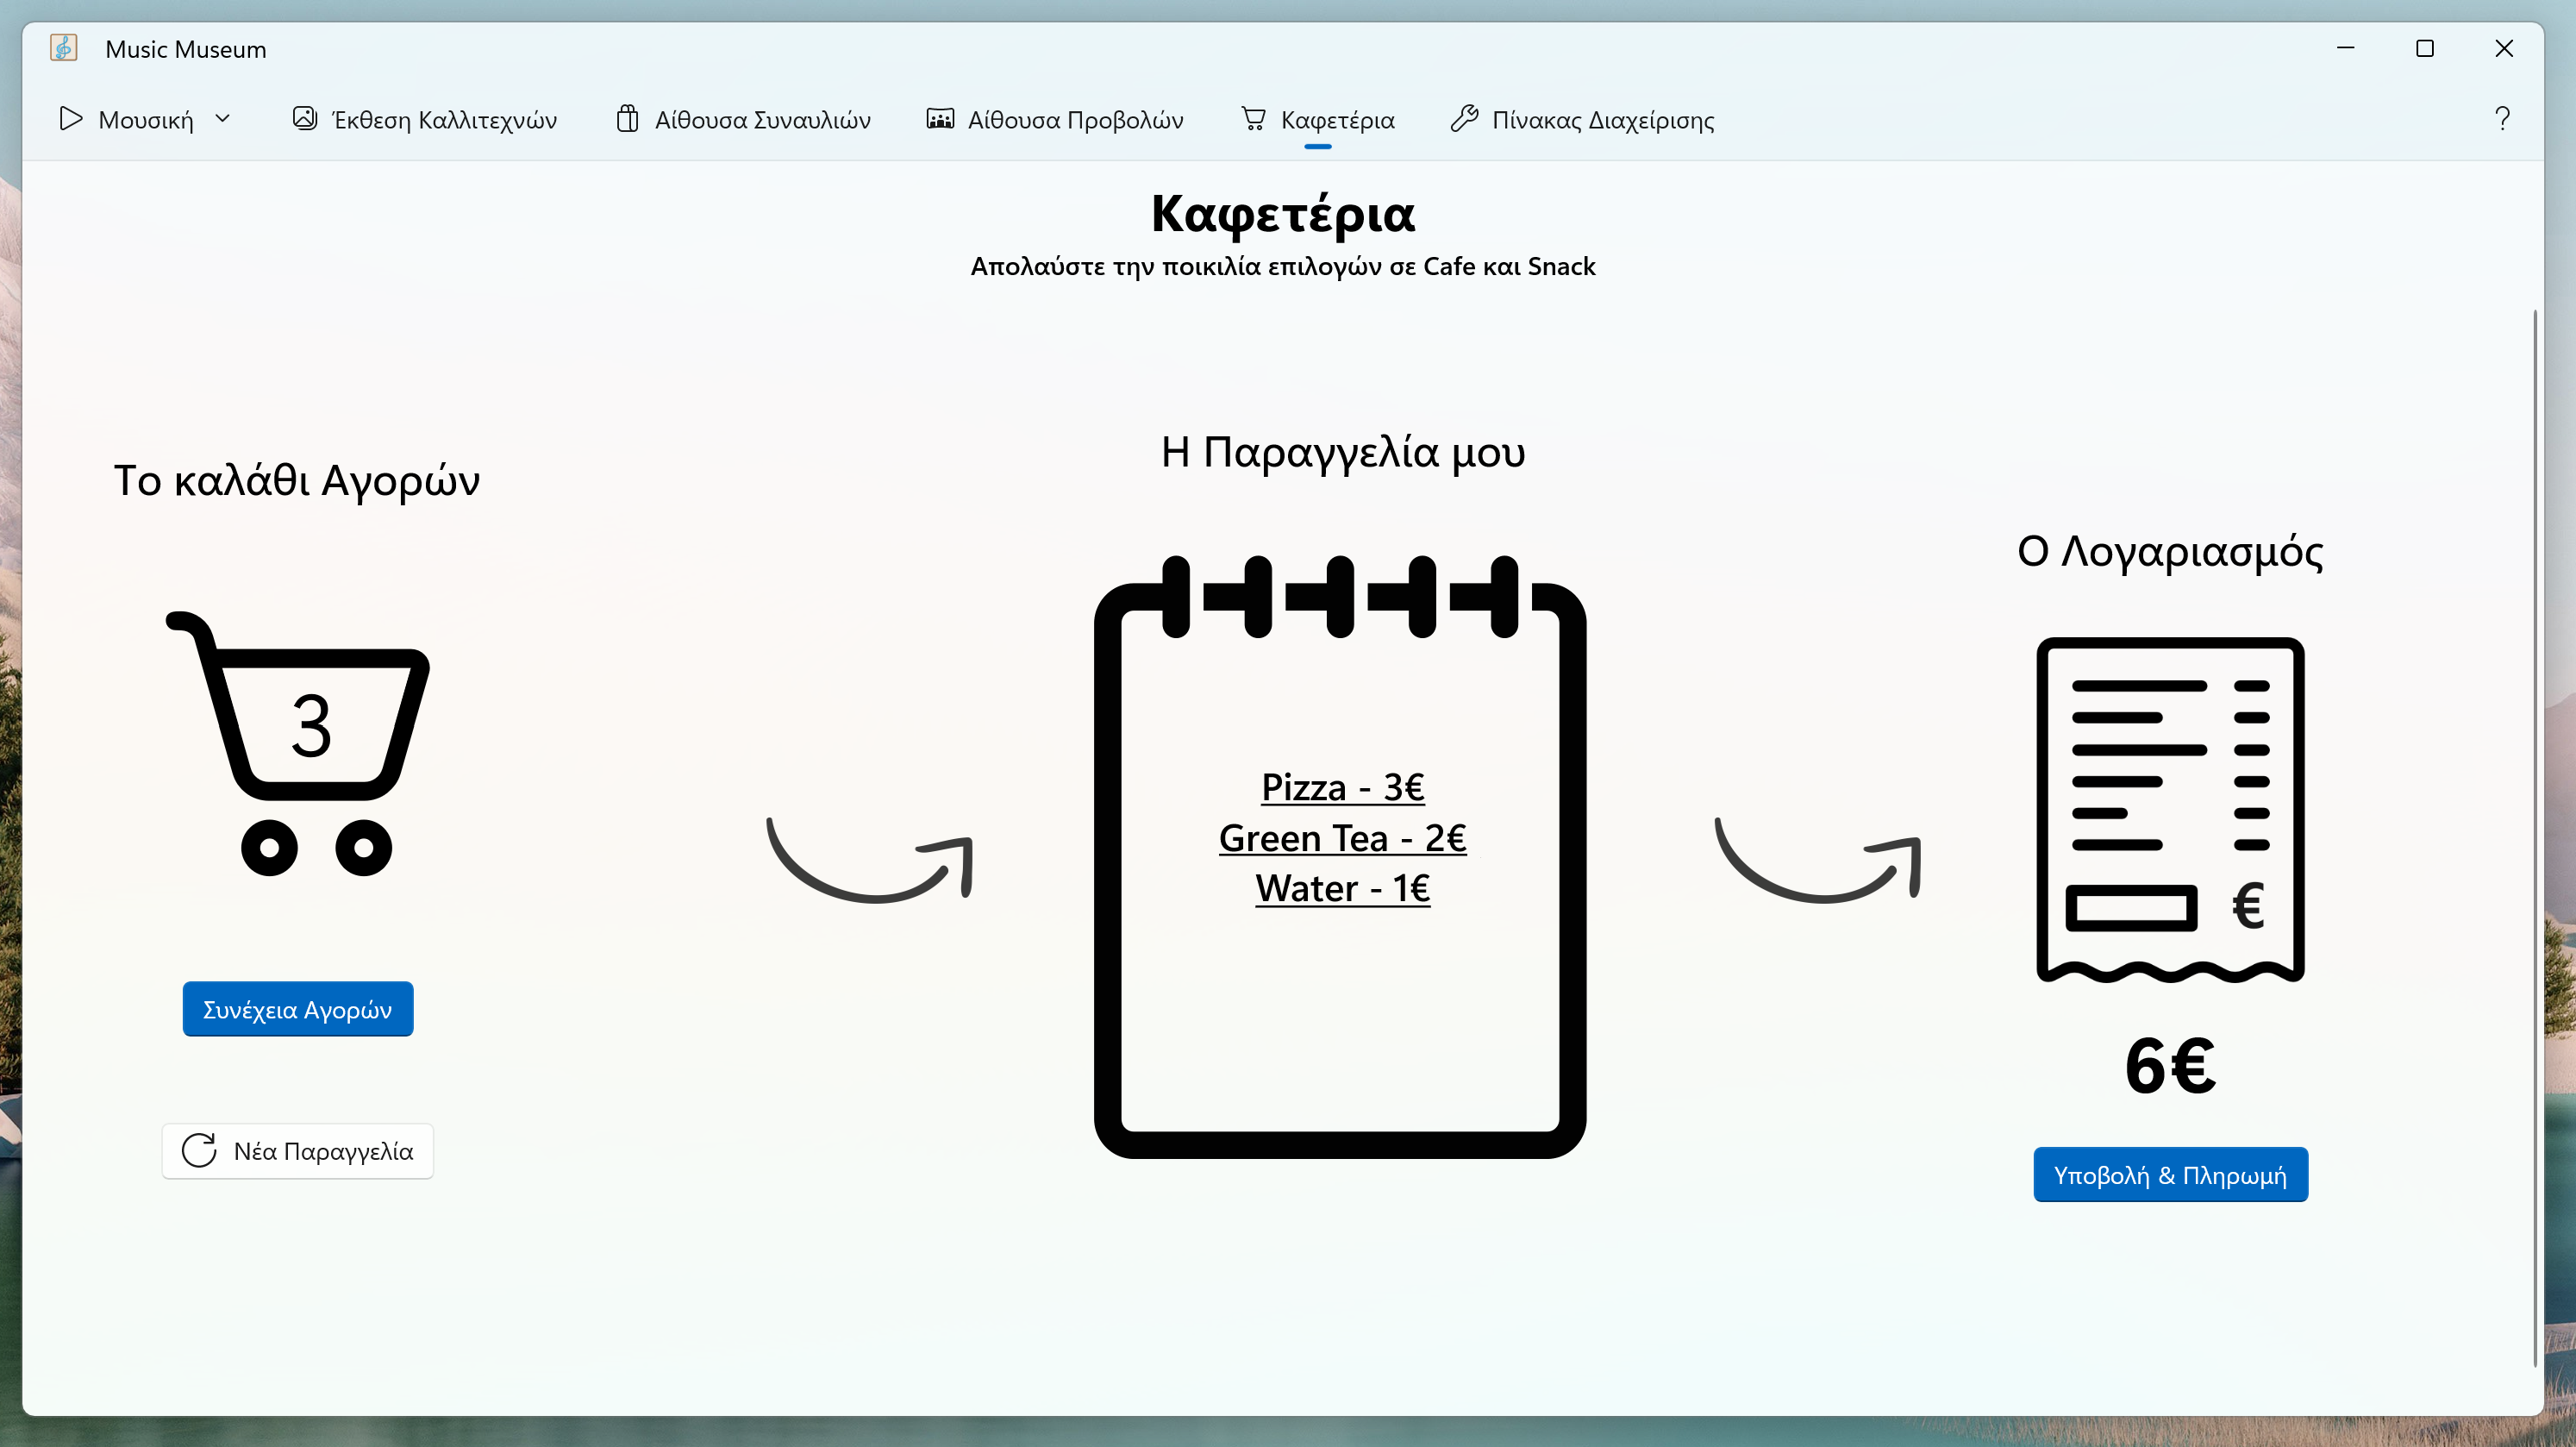 Music Museum
Μουσική
Έκθεση Καλλιτεχνών
Αίθουσα Συναυλιών
Αίθουσα Προβολών
Καφετέρια
Πίνακας Διαχείρισης
?
Καφετέρια
Απολαύστε την ποικιλία επιλογών σε Cafe και Snack
Το καλάθι Αγορών
3
Συνέχεια Αγορών
Νέα Παραγγελία
Η Παραγγελία μου
Pizza - 3€
Green Tea - 2€
Water - 1€
Ο Λογαριασμός
€
6€
Υποβολή & Πληρωμή